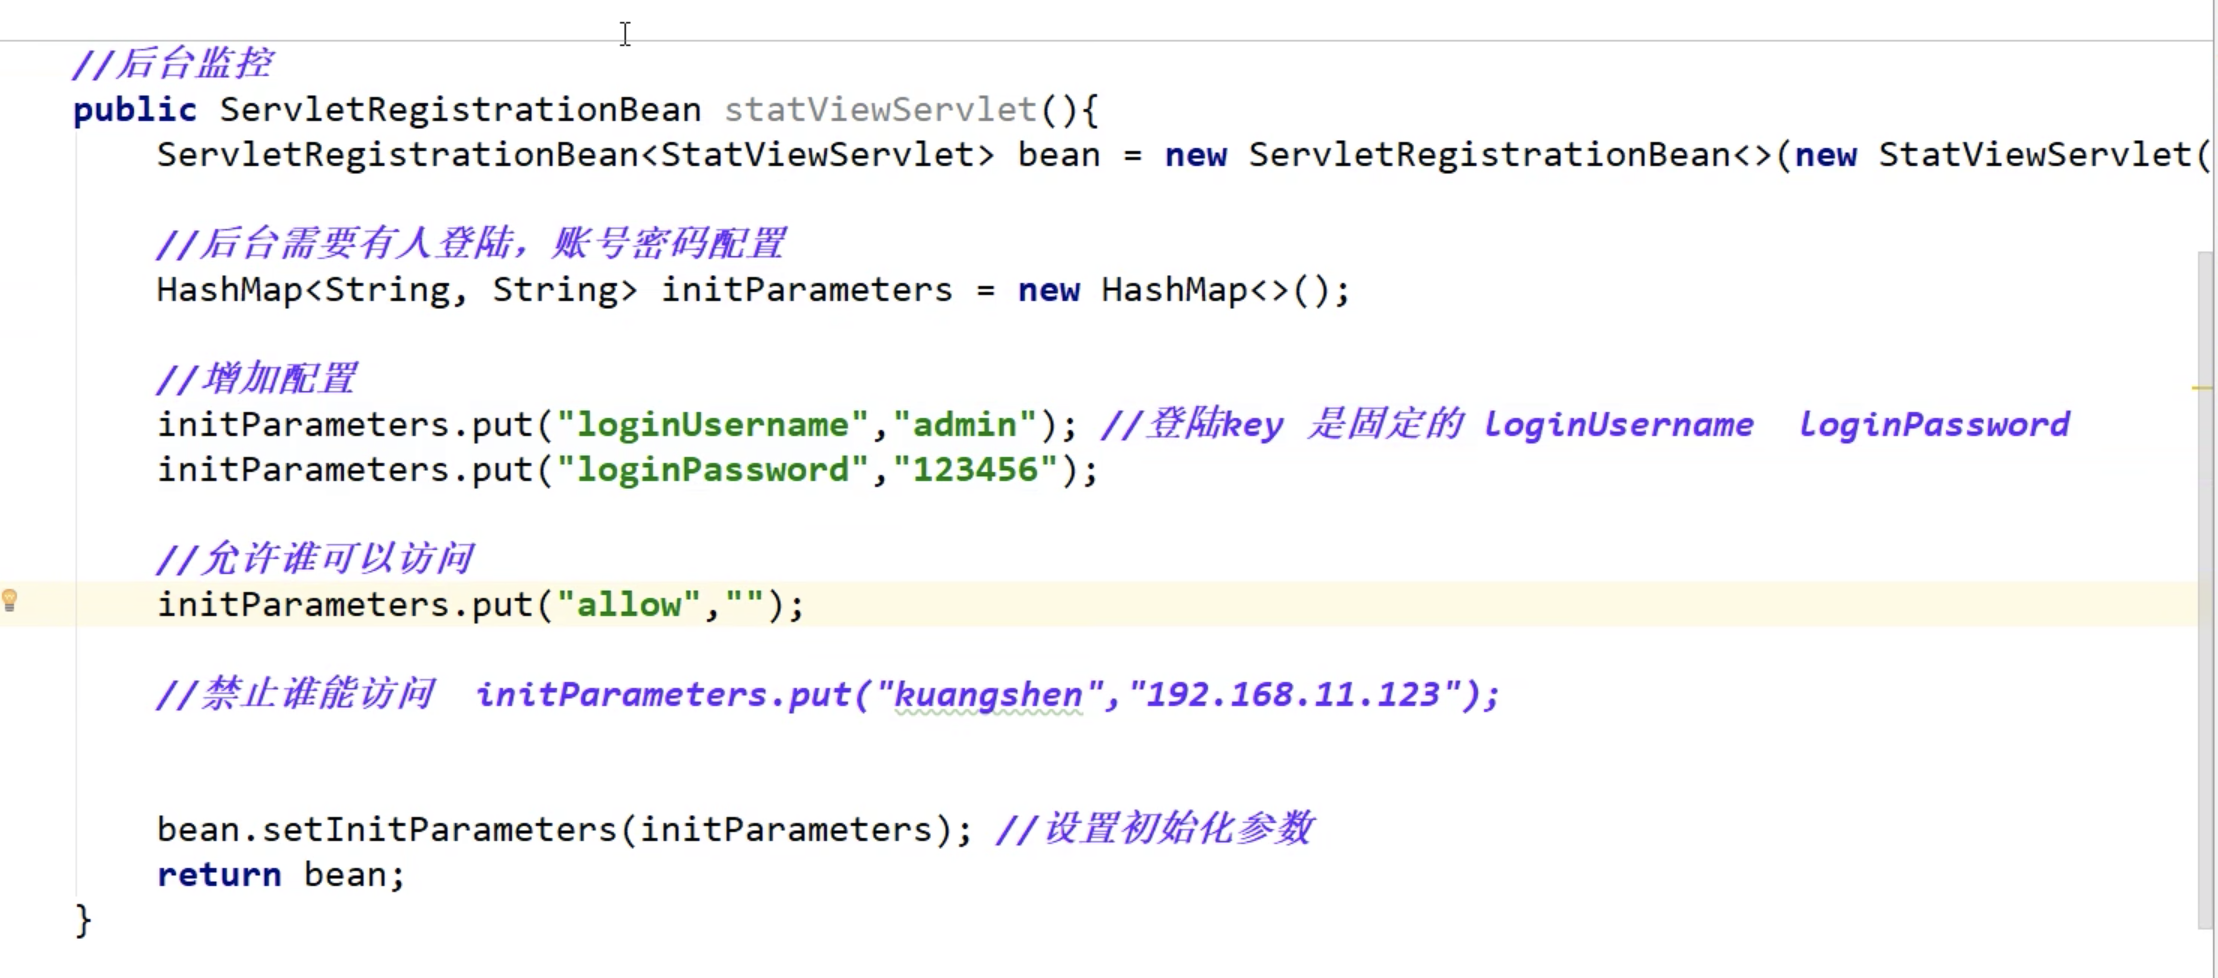 //后台监控
public ServletRegistrationBean statViewServlet(){
ServletRegistrationBean<StatViewServlet> bean = new ServletRegistrationBean<>(new StatViewServlet(
//后台需要有人登陆，账号密码配置
HashMap<String, String> initParameters = new HashMap<>();
//增加配置
initParameters.put("loginUsername","admin"); //登陆key 是固定的 loginUsername  loginPassword
initParameters.put("loginPassword","123456");
//允许谁可以访问
initParameters.put("allow","");
//禁止谁能访问  initParameters.put("kuangshen","192.168.11.123");
bean.setInitParameters(initParameters); //设置初始化参数
return bean;
}